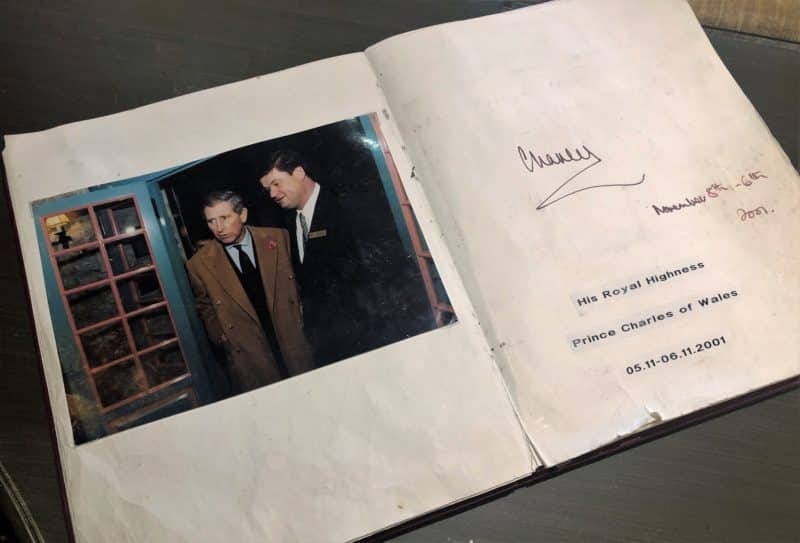 Charles
November 5th - 6th
2001.
His Royal Highness
Prince Charles of Wales
05.11-06.11.2001